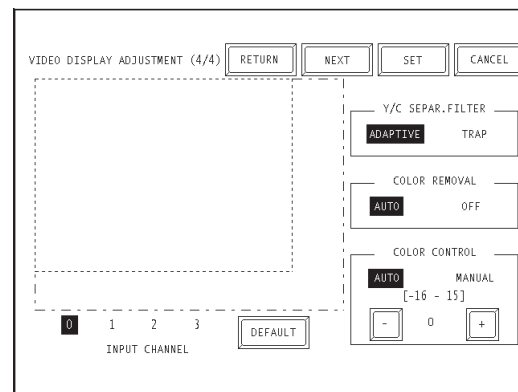 VIDEO DISPLAY ADJUSTMENT (4/4) RETURN NEXT SET CANCEL
Y/C SEPAR.FILTER
ADAPTIVE TRAP
COLOR REMOVAL
AUTO OFF
COLOR CONTROL
AUTO MANUAL
[-16 - 15]
- 0 +
0 1 2 3 DEFAULT
INPUT CHANNEL